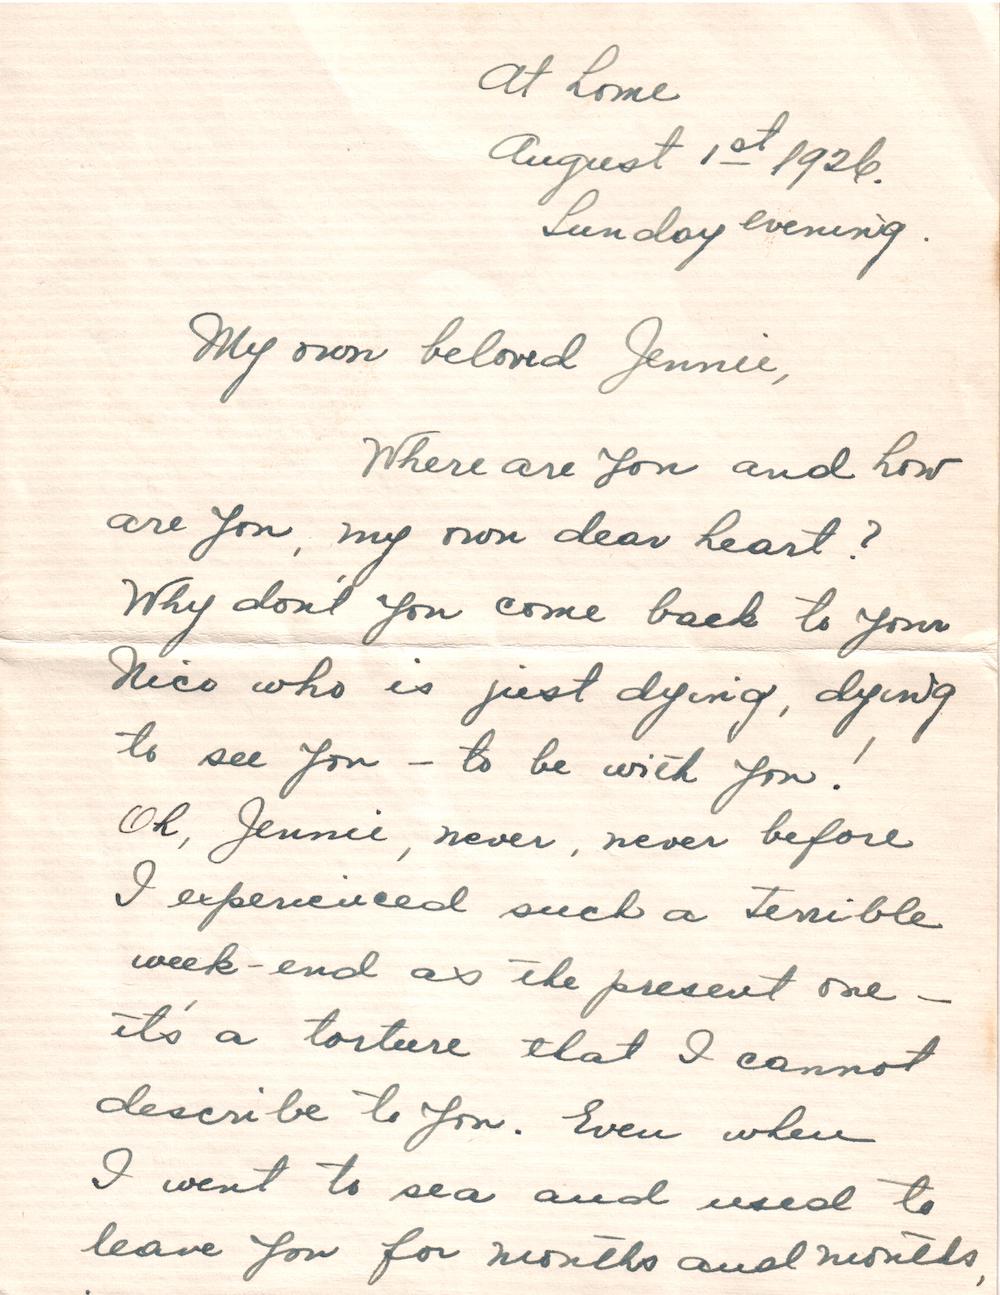 At home
August 1st 1926.
Sunday evening.
My own beloved Jennie,
Where are you and how
are you, my own dear heart?
Why don't you come back to your
Nico who is just dying, dying
to see you – to be with you!
Oh, Jennie, never, never before
I experienced such a terrible
week-end as the present one –
it's a torture that I cannot
describe to you. Even when
I went to sea and used to
leave you for months and months,